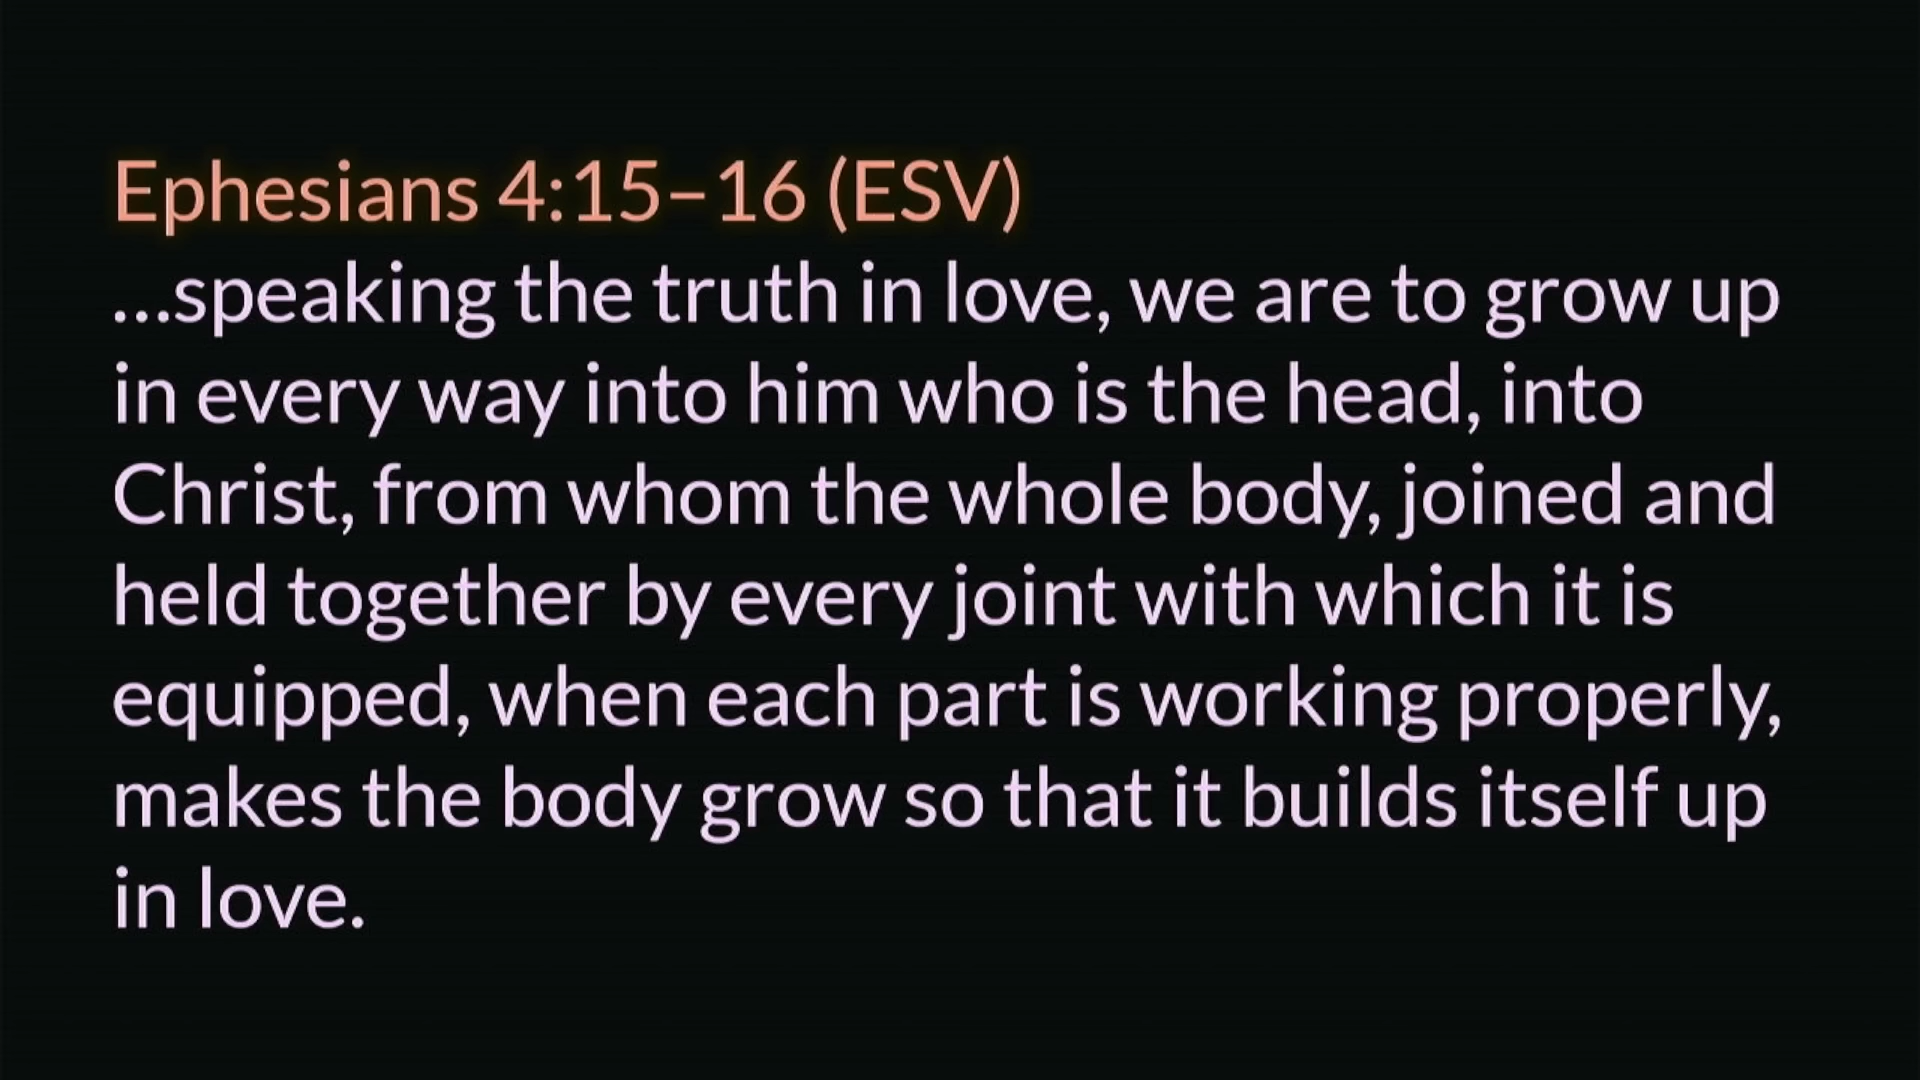 Ephesians 4:15–16 (ESV)
...speaking the truth in love, we are to grow up
in every way into him who is the head, into
Christ, from whom the whole body, joined and
held together by every joint with which it is
equipped, when each part is working properly,
makes the body grow so that it builds itself up
in love.